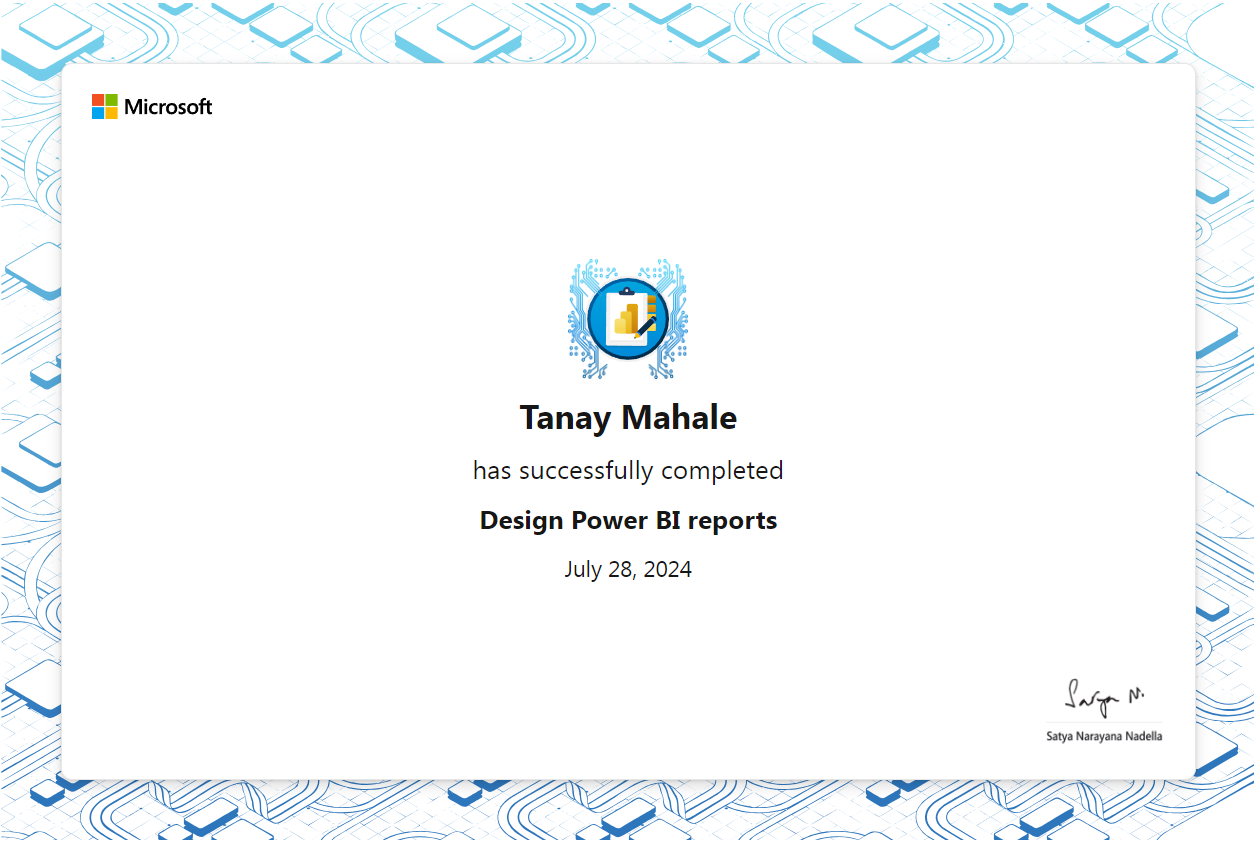 Microsoft
Tanay Mahale
has successfully completed
Design Power BI reports
July 28, 2024
Satya N.
Satya Narayana Nadella